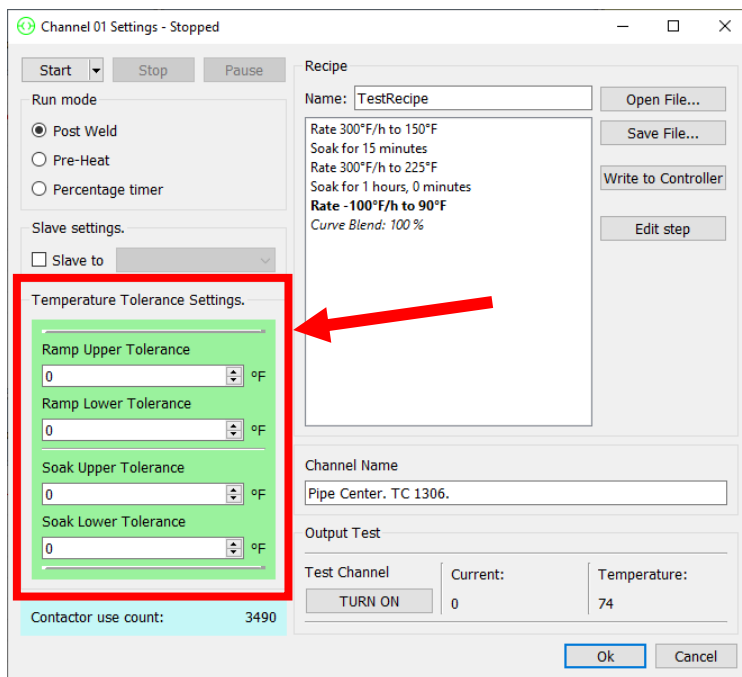 Channel 01 Settings - Stopped
Start
Stop
Pause
Run mode
Post Weld
Pre-Heat
Percentage timer
Slave settings.
Slave to
Temperature Tolerance Settings.
Ramp Upper Tolerance
0 °F
Ramp Lower Tolerance
0 °F
Soak Upper Tolerance
0 °F
Soak Lower Tolerance
0 °F
Contactor use count: 3490
Recipe
Name: TestRecipe
Open File...
Save File...
Write to Controller
Edit step
Rate 300°F/h to 150°F
Soak for 15 minutes
Rate 300°F/h to 225°F
Soak for 1 hours, 0 minutes
Rate -100°F/h to 90°F
Curve Blend: 100 %
Channel Name
Pipe Center. TC 1306.
Output Test
Test Channel
TURN ON
Current:
0
Temperature:
74
Ok
Cancel